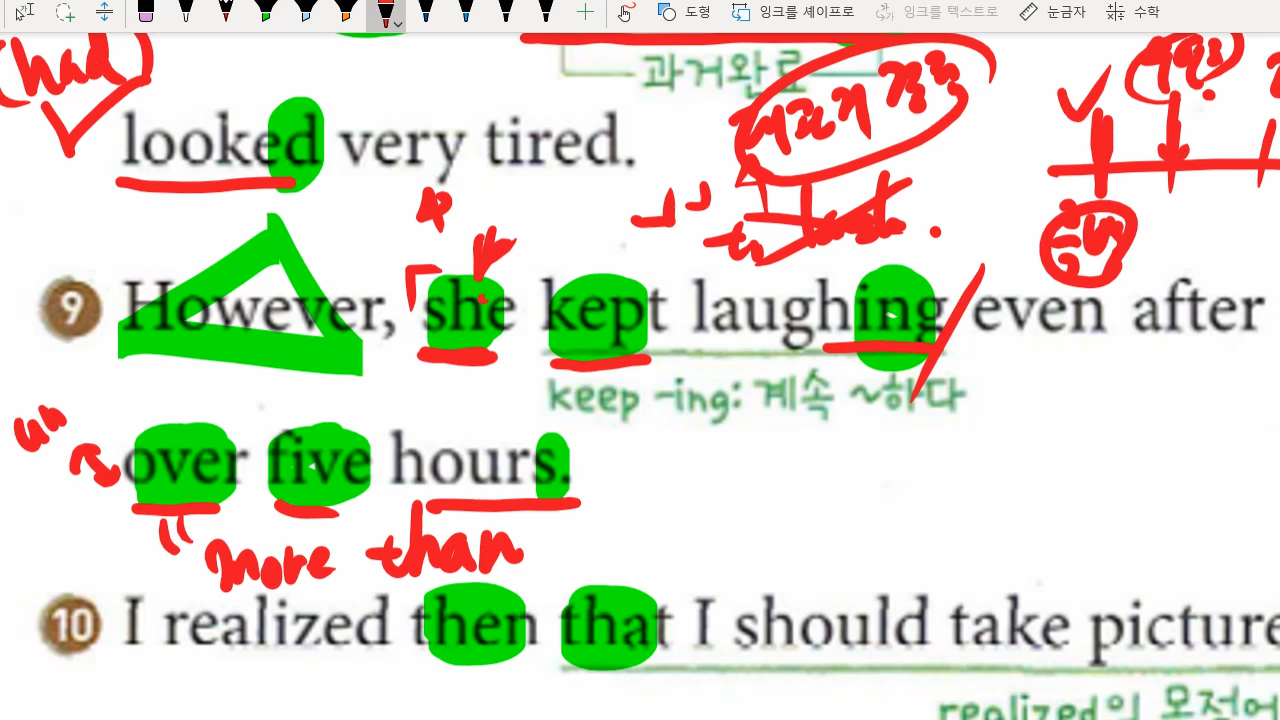 도형 잉크를 셰이프로 잉크를 텍스트로 눈금자 수학
(had)
과거완료
looked very tired.
9 However, she kept laughing even after
keep -ing: 계속 ~하다
over five hours.
more than
10 I realized then that I should take picture
realized의 목적어